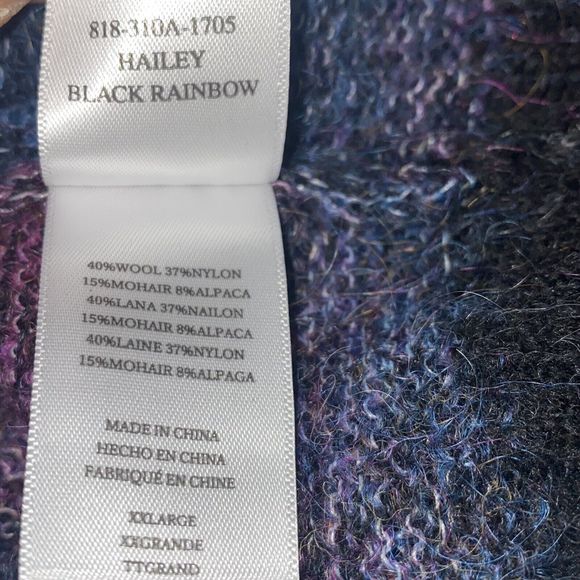 818-310A-1705
HAILEY
BLACK RAINBOW
40%WOOL 37%NYLON
15%MOHAIR 8%ALPACA
40%LANA 37%NAILON
15%MOHAIR 8%ALPACA
40%LAINE 37%NYLON
15%MOHAIR 8%ALPAGA
MADE IN CHINA
HECHO EN CHINA
FABRIQUÉ EN CHINE
XXLARGE
XXGRANDE
TTGRAND